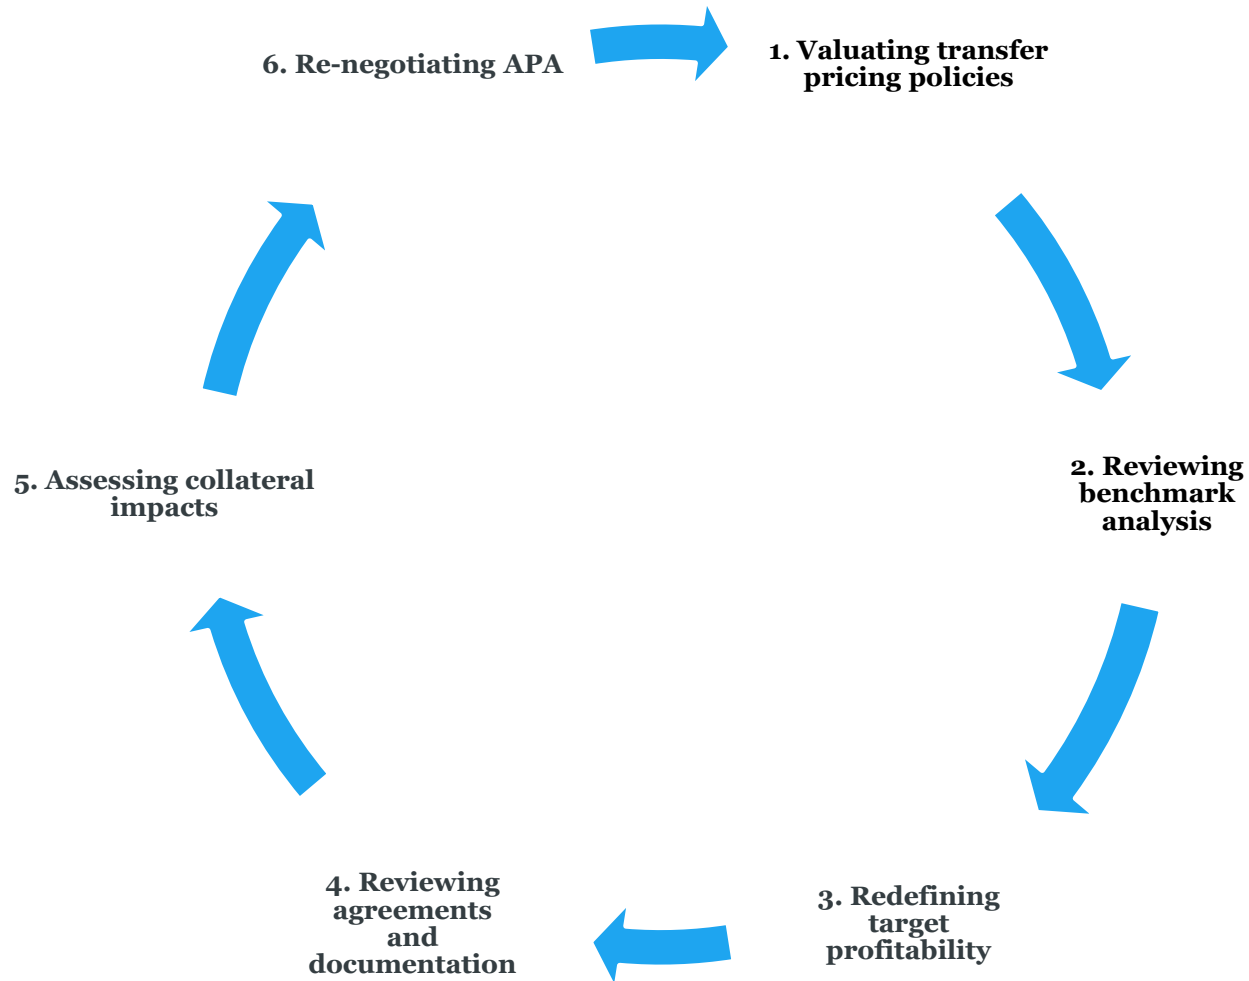 1. Valuating transfer
pricing policies
2. Reviewing
benchmark
analysis
3. Redefining
target
profitability
4. Reviewing
agreements
and
documentation
5. Assessing collateral
impacts
6. Re-negotiating APA